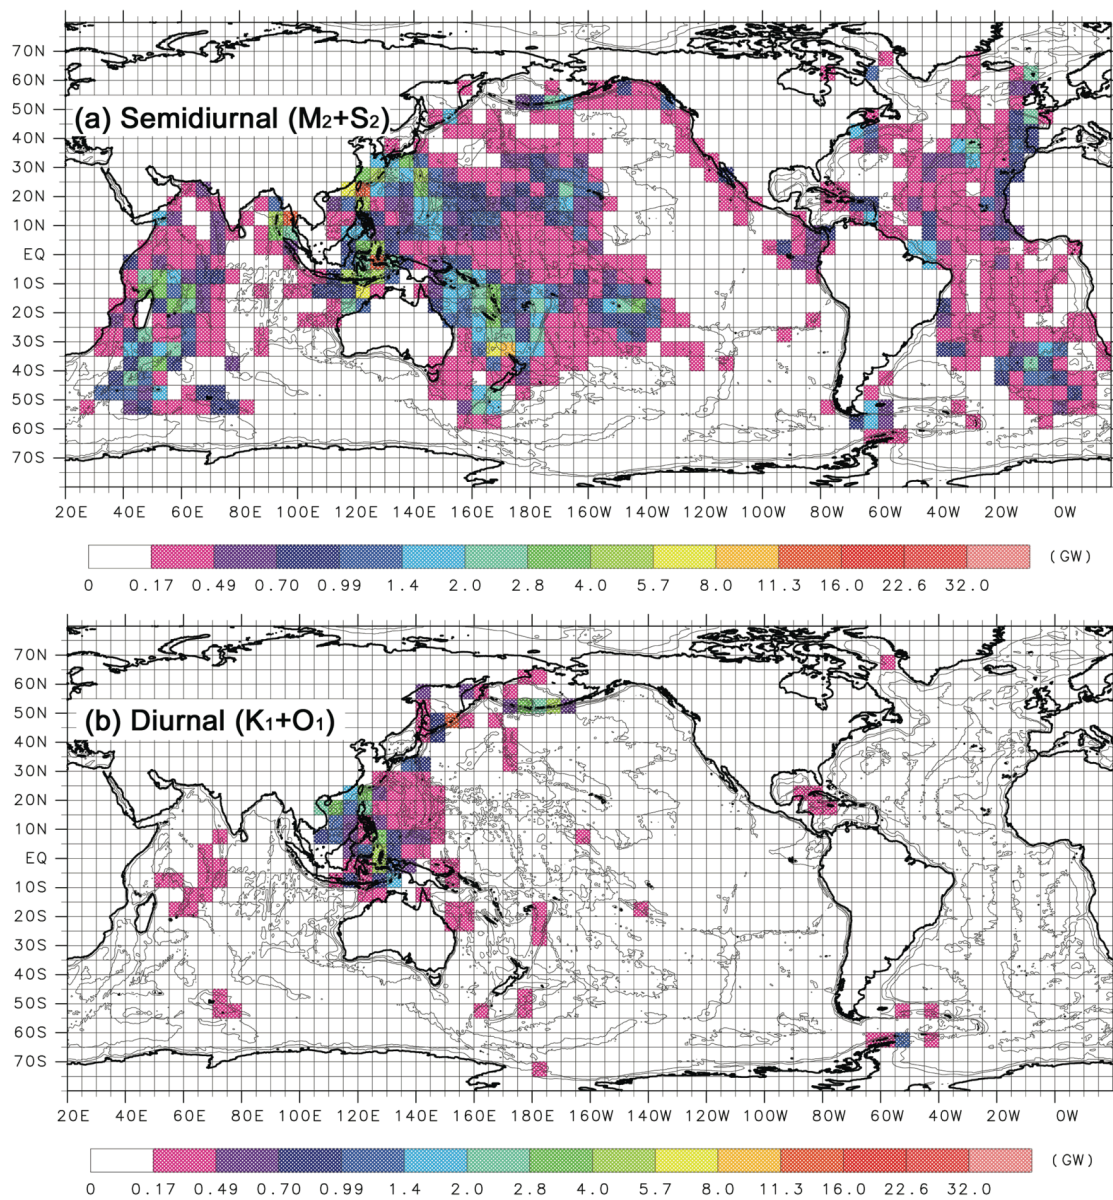 70N
60N
50N
(a) Semidiurnal (M2+S2)
40N
30N
20N
10N
EQ
10S
20S
30S
40S
50S
60S
70S
20E 40E 60E 80E 100E 120E 140E 160E 180E 160W 140W 120W 100W 80W 60W 40W 20W 0W
(GW)
0 0.17 0.49 0.70 0.99 1.4 2.0 2.8 4.0 5.7 8.0 11.3 16.0 22.6 32.0
70N
60N
50N
(b) Diurnal (K1+O1)
40N
30N
20N
10N
EQ
10S
20S
30S
40S
50S
60S
70S
20E 40E 60E 80E 100E 120E 140E 160E 180E 160W 140W 120W 100W 80W 60W 40W 20W 0W
(GW)
0 0.17 0.49 0.70 0.99 1.4 2.0 2.8 4.0 5.7 8.0 11.3 16.0 22.6 32.0